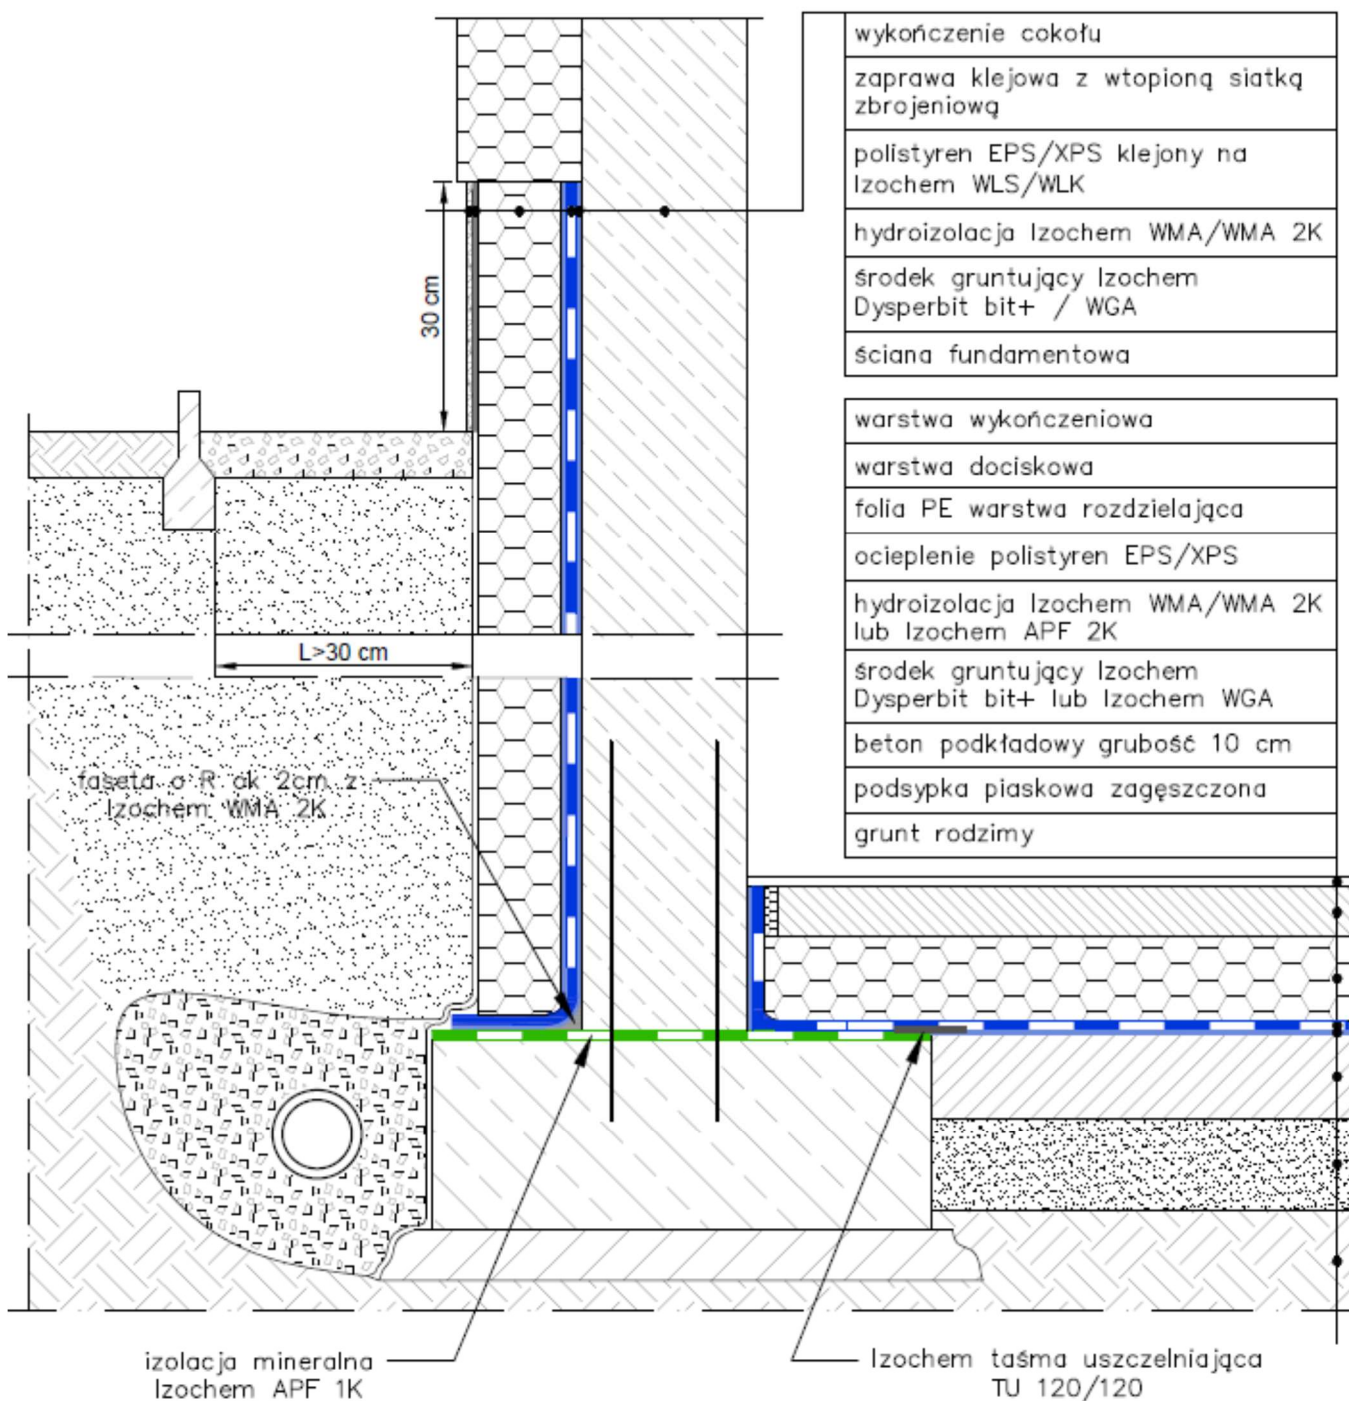 wykończenie cokołu
zaprawa klejowa z wtopioną siatką
zbrojeniową
polistyren EPS/XPS klejony na
Izochem WLS/WLK
hydroizolacja Izochem WMA/WMA 2K
środek gruntujący Izochem
Dysperbit bit+ / WGA
ściana fundamentowa
30 cm
warstwa wykończeniowa
warstwa dociskowa
folia PE warstwa rozdzielająca
ocieplenie polistyren EPS/XPS
hydroizolacja Izochem WMA/WMA 2K
lub Izochem APF 2K
środek gruntujący Izochem
Dysperbit bit+ lub Izochem WGA
beton podkładowy grubość 10 cm
podsypka piaskowa zagęszczona
grunt rodzimy
L>30 cm
faseta o R ok 2cm z
Izochem WMA 2K
izolacja mineralna
Izochem APF 1K
Izochem taśma uszczelniająca
TU 120/120